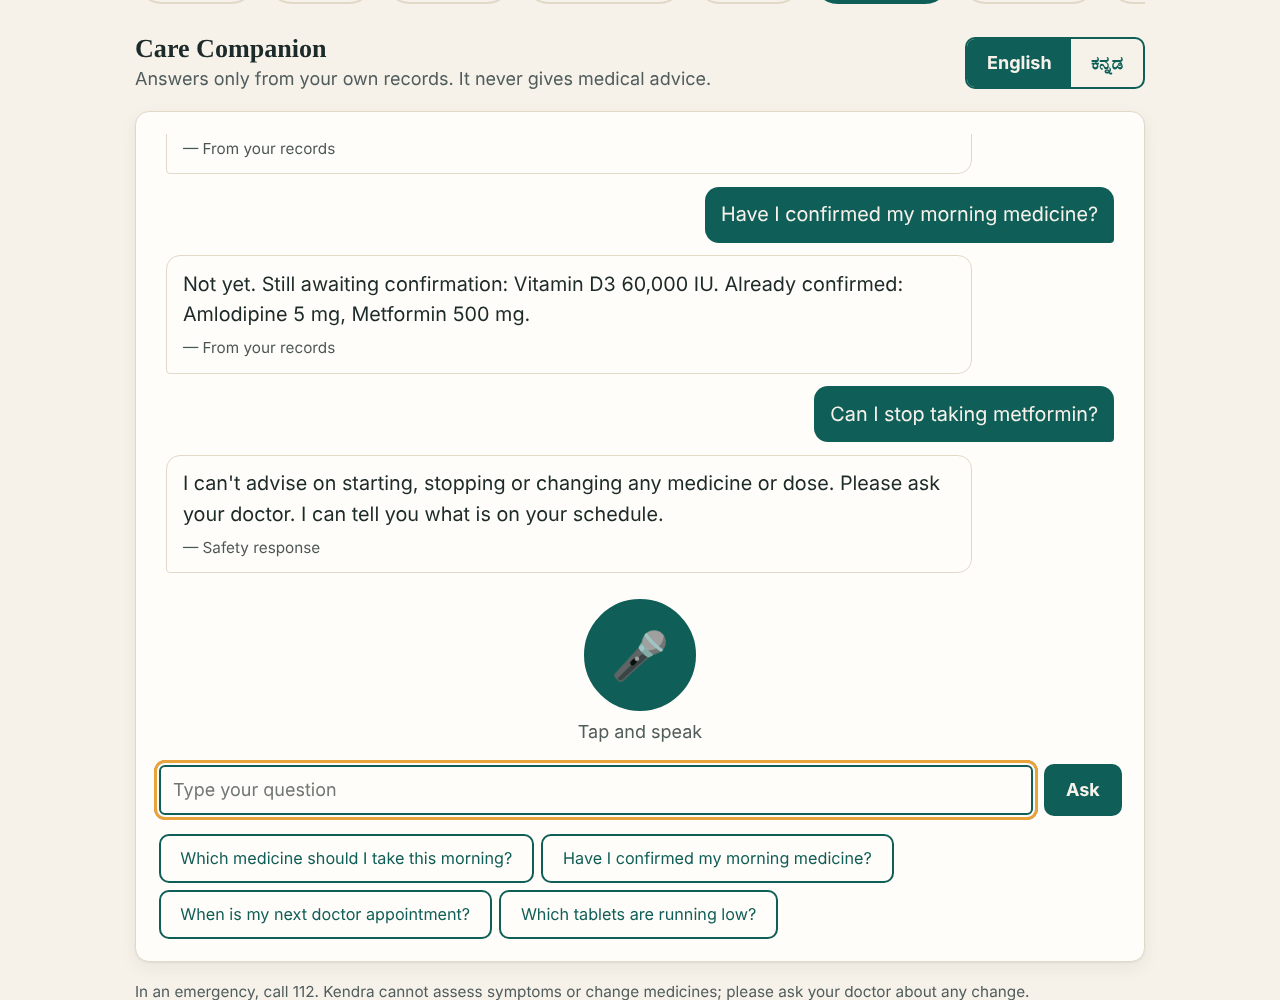 Care Companion
Answers only from your own records. It never gives medical advice.
English
ಕನ್ನಡ
— From your records
Have I confirmed my morning medicine?
Not yet. Still awaiting confirmation: Vitamin D3 60,000 IU. Already confirmed:
Amlodipine 5 mg, Metformin 500 mg.
— From your records
Can I stop taking metformin?
I can't advise on starting, stopping or changing any medicine or dose. Please ask
your doctor. I can tell you what is on your schedule.
— Safety response
Tap and speak
Type your question
Ask
Which medicine should I take this morning?
Have I confirmed my morning medicine?
When is my next doctor appointment?
Which tablets are running low?
In an emergency, call 112. Kendra cannot assess symptoms or change medicines; please ask your doctor about any change.